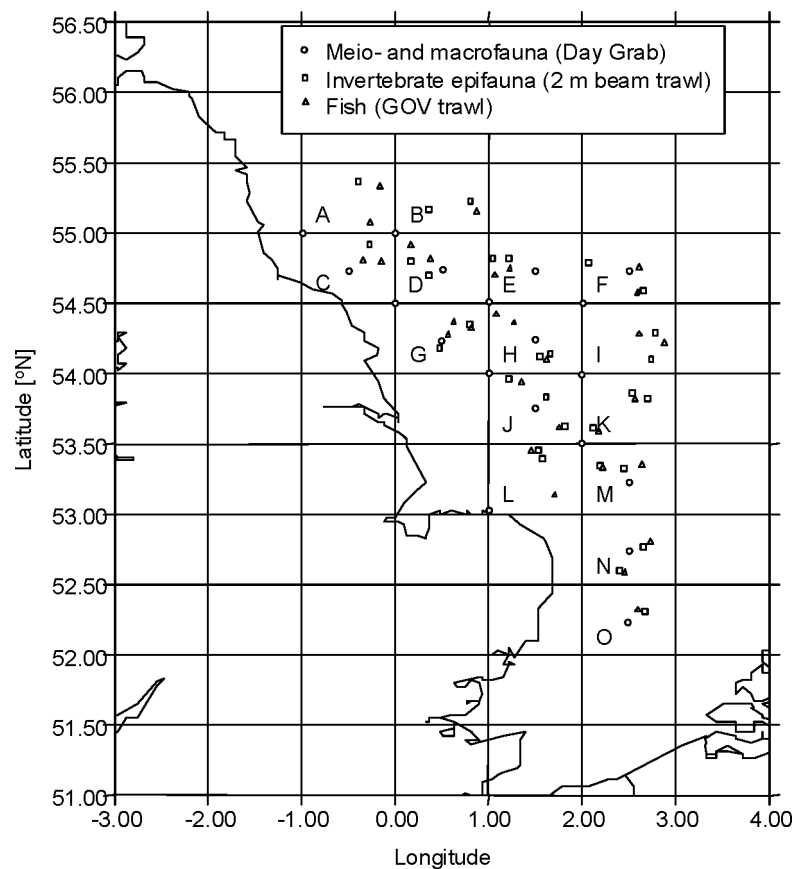 56.50
Meio- and macrofauna (Day Grab)
Invertebrate epifauna (2 m beam trawl)
Fish (GOV trawl)
56.00
55.50
A
B
55.00
C
D
E
F
54.50
G
H
I
54.00
J
K
53.50
L
M
53.00
N
52.50
O
52.00
51.50
51.00
Latitude [°N]
-3.00 -2.00 -1.00 0.00 1.00 2.00 3.00 4.00
Longitude